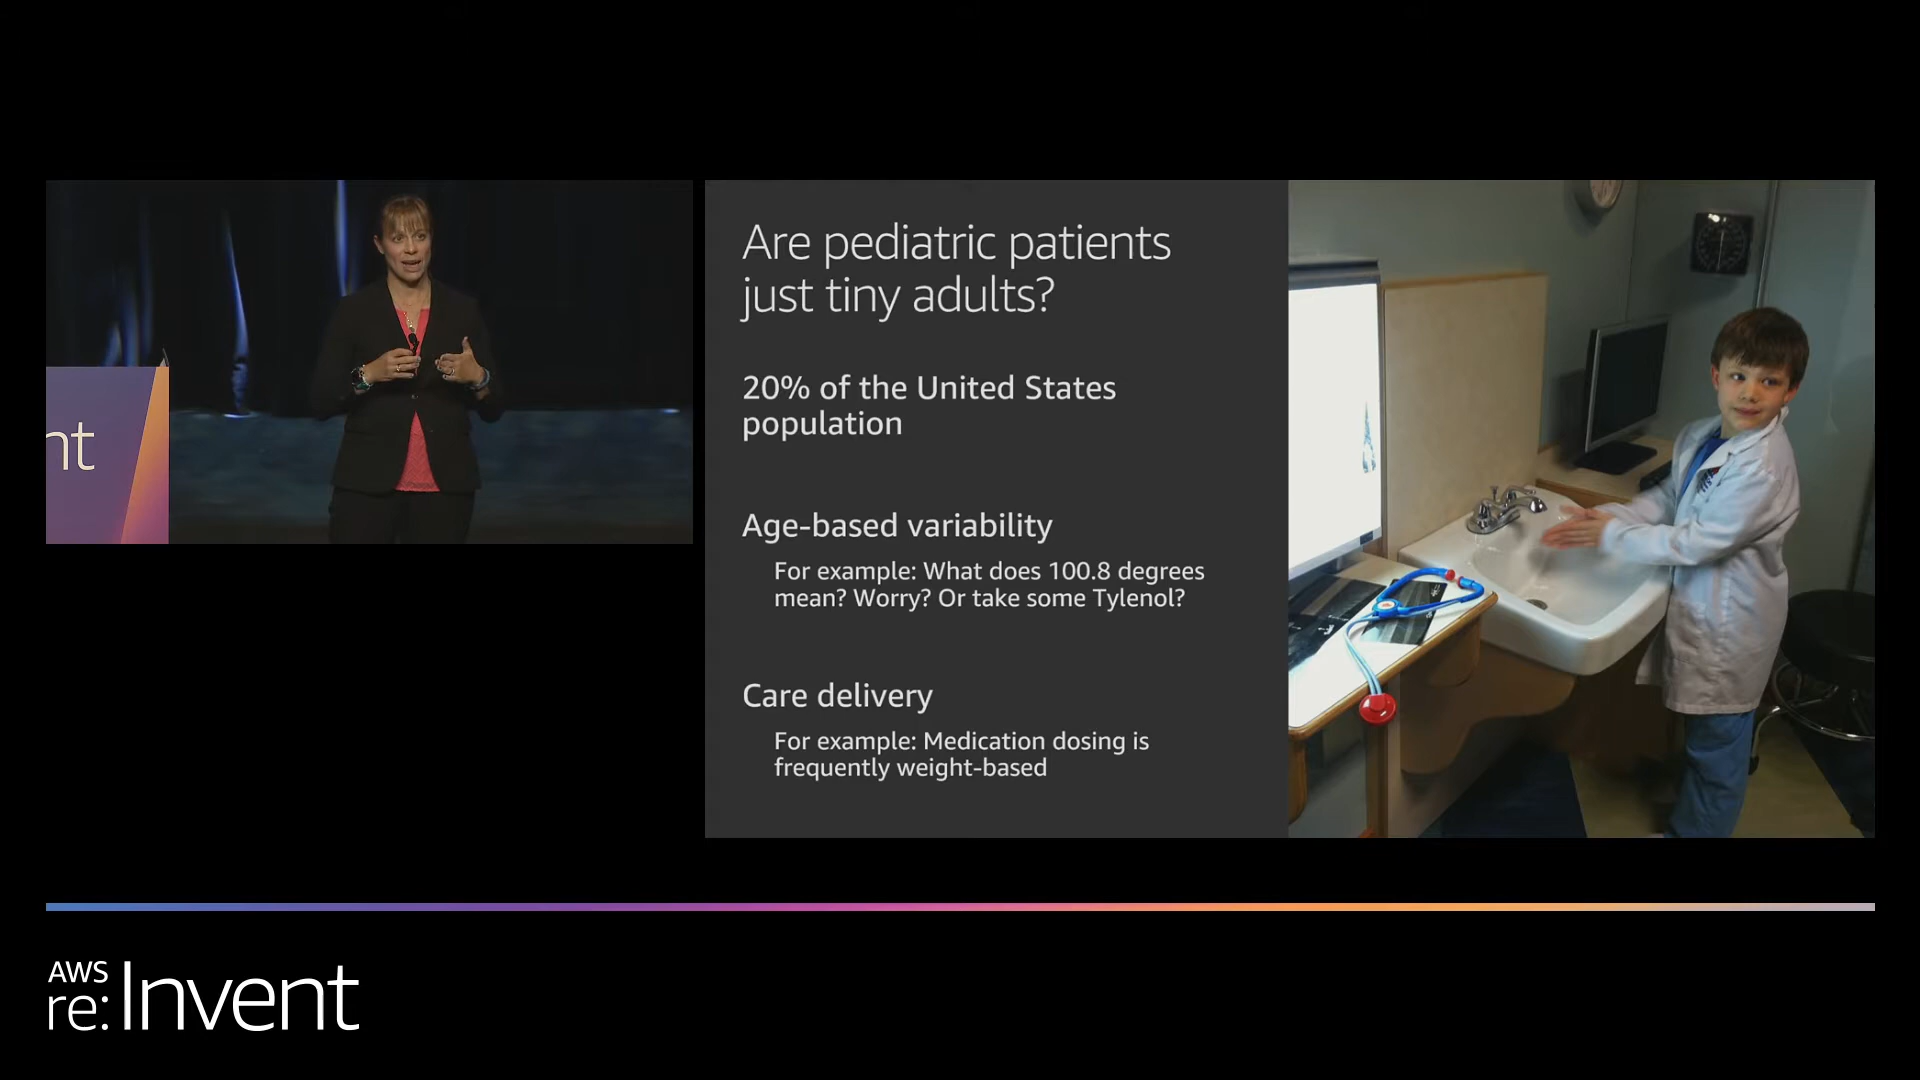 nt
Are pediatric patients
just tiny adults?
20% of the United States
population
Age-based variability
For example: What does 100.8 degrees
mean? Worry? Or take some Tylenol?
Care delivery
For example: Medication dosing is
frequently weight-based
AWS
re:Invent